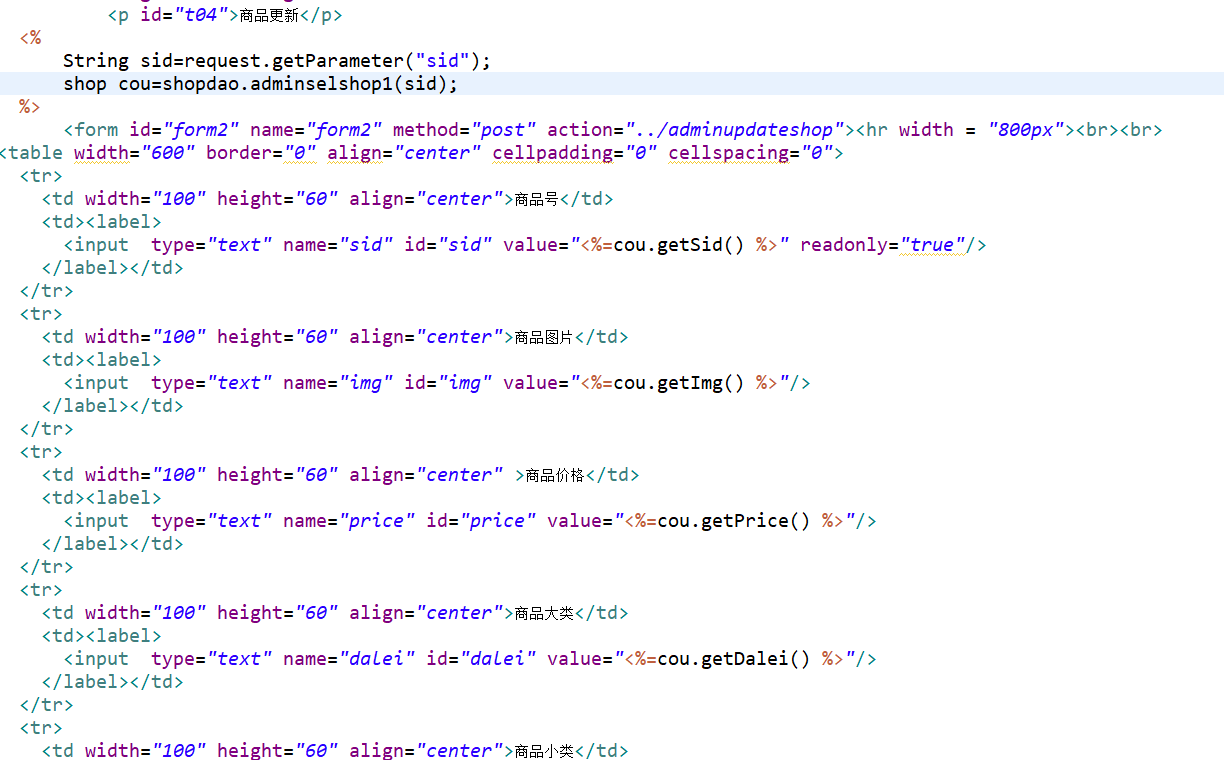 <p id="t04">商品更新</p>
<%
String sid=request.getParameter("sid");
shop cou=shopdao.adminselshop1(sid);
%>
<form id="form2" name="form2" method="post" action="../adminupdateshop"><hr width = "800px"><br><br>
<table width="600" border="0" align="center" cellpadding="0" cellspacing="0">
<tr>
<td width="100" height="60" align="center">商品号</td>
<td><label>
<input  type="text" name="sid" id="sid" value="<%=cou.getSid() %>" readonly="true"/>
</label></td>
</tr>
<tr>
<td width="100" height="60" align="center">商品图片</td>
<td><label>
<input  type="text" name="img" id="img" value="<%=cou.getImg() %>"/>
</label></td>
</tr>
<tr>
<td width="100" height="60" align="center" >商品价格</td>
<td><label>
<input  type="text" name="price" id="price" value="<%=cou.getPrice() %>"/>
</label></td>
</tr>
<tr>
<td width="100" height="60" align="center">商品大类</td>
<td><label>
<input  type="text" name="dalei" id="dalei" value="<%=cou.getDalei() %>"/>
</label></td>
</tr>
<tr>
<td width="100" height="60" align="center">商品小类</td>